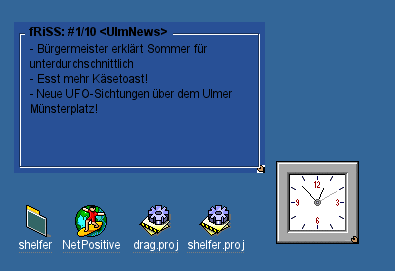 fRiSS: #1/10 <UlmNews>
- Bürgermeister erklärt Sommer für
unterdurchschnittlich
- Esst mehr Käsetoast!
- Neue UFO-Sichtungen über dem Ulmer
Münsterplatz!
12
9
3
6
shelfer
NetPositive
drag.proj
shelfer.proj